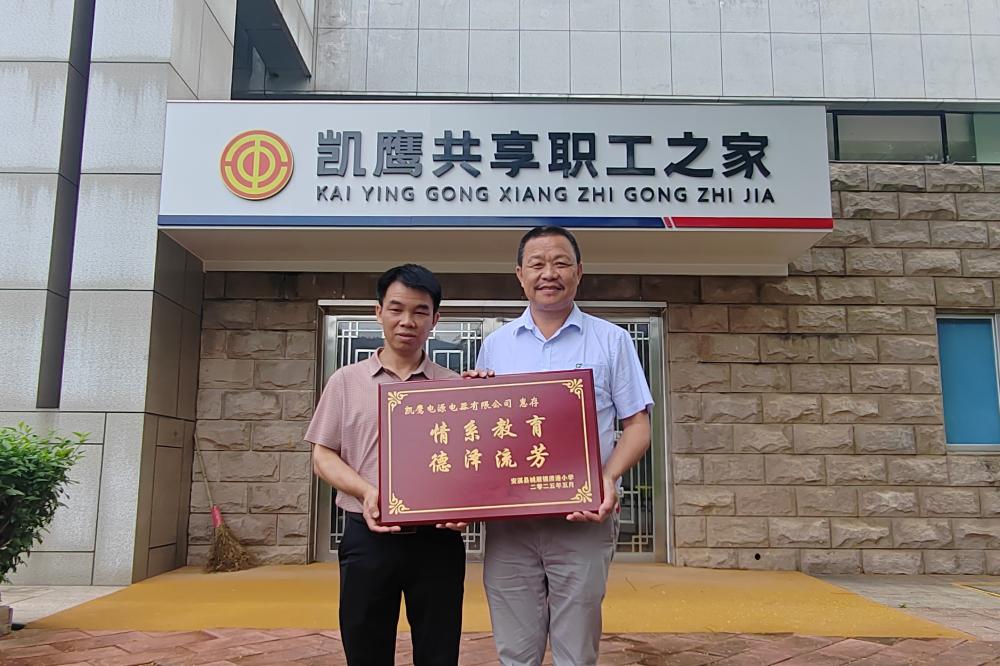 凯鹰共享职工之家
KAI YING GONG XIANG ZHI GONG ZHI JIA
凯鹰电源电器有限公司 惠存
情系教育
德泽流芳
二零二五年五月